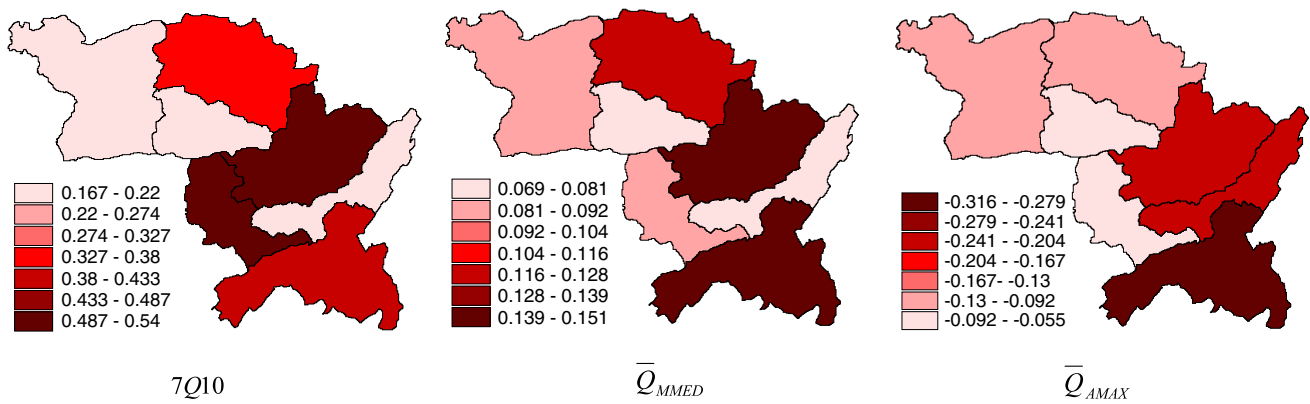 0.167 - 0.22
0.22 - 0.274
0.274 - 0.327
0.327 - 0.38
0.38 - 0.433
0.433 - 0.487
0.487 - 0.54
7Q10
0.069 - 0.081
0.081 - 0.092
0.092 - 0.104
0.104 - 0.116
0.116 - 0.128
0.128 - 0.139
0.139 - 0.151
Q̅MMED
-0.316 - -0.279
-0.279 - -0.241
-0.241 - -0.204
-0.204 - -0.167
-0.167- -0.13
-0.13 - -0.092
-0.092 - -0.055
Q̅AMAX